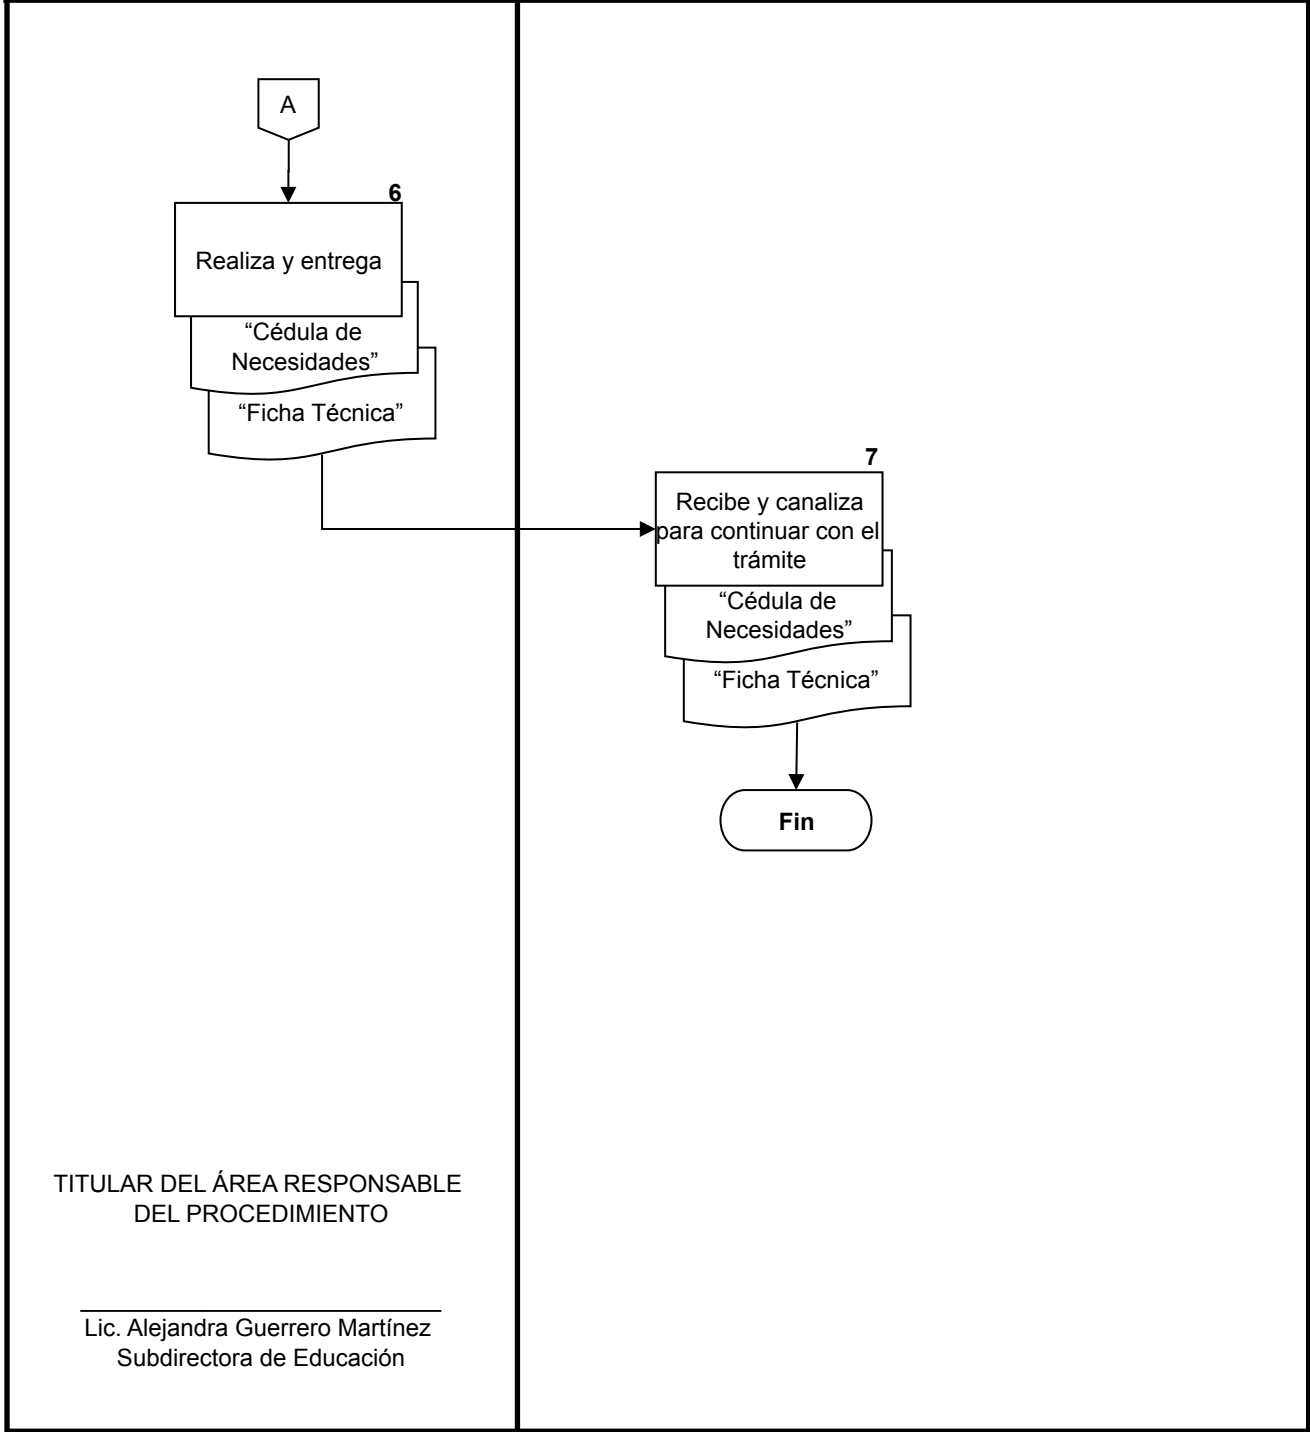 A
6
Realiza y entrega
“Cédula de
Necesidades”
“Ficha Técnica”
7
Recibe y canaliza
para continuar con el
trámite
“Cédula de
Necesidades”
“Ficha Técnica”
Fin
TITULAR DEL ÁREA RESPONSABLE
DEL PROCEDIMIENTO
Lic. Alejandra Guerrero Martínez
Subdirectora de Educación